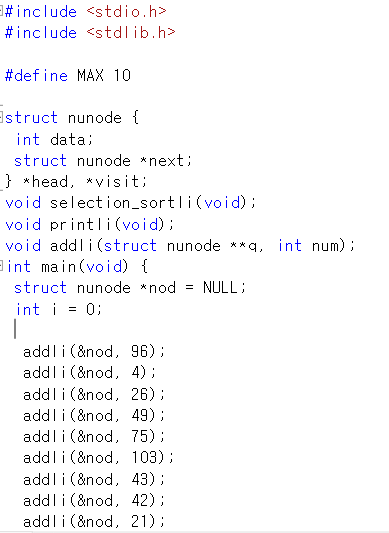 #include <stdio.h>
#include <stdlib.h>
#define MAX 10
struct nunode {
int data;
struct nunode *next;
} *head, *visit;
void selection_sortli(void);
void printli(void);
void addli(struct nunode **q, int num);
int main(void) {
struct nunode *nod = NULL;
int i = 0;
addli(&nod, 96);
addli(&nod, 4);
addli(&nod, 26);
addli(&nod, 49);
addli(&nod, 75);
addli(&nod, 103);
addli(&nod, 43);
addli(&nod, 42);
addli(&nod, 21);